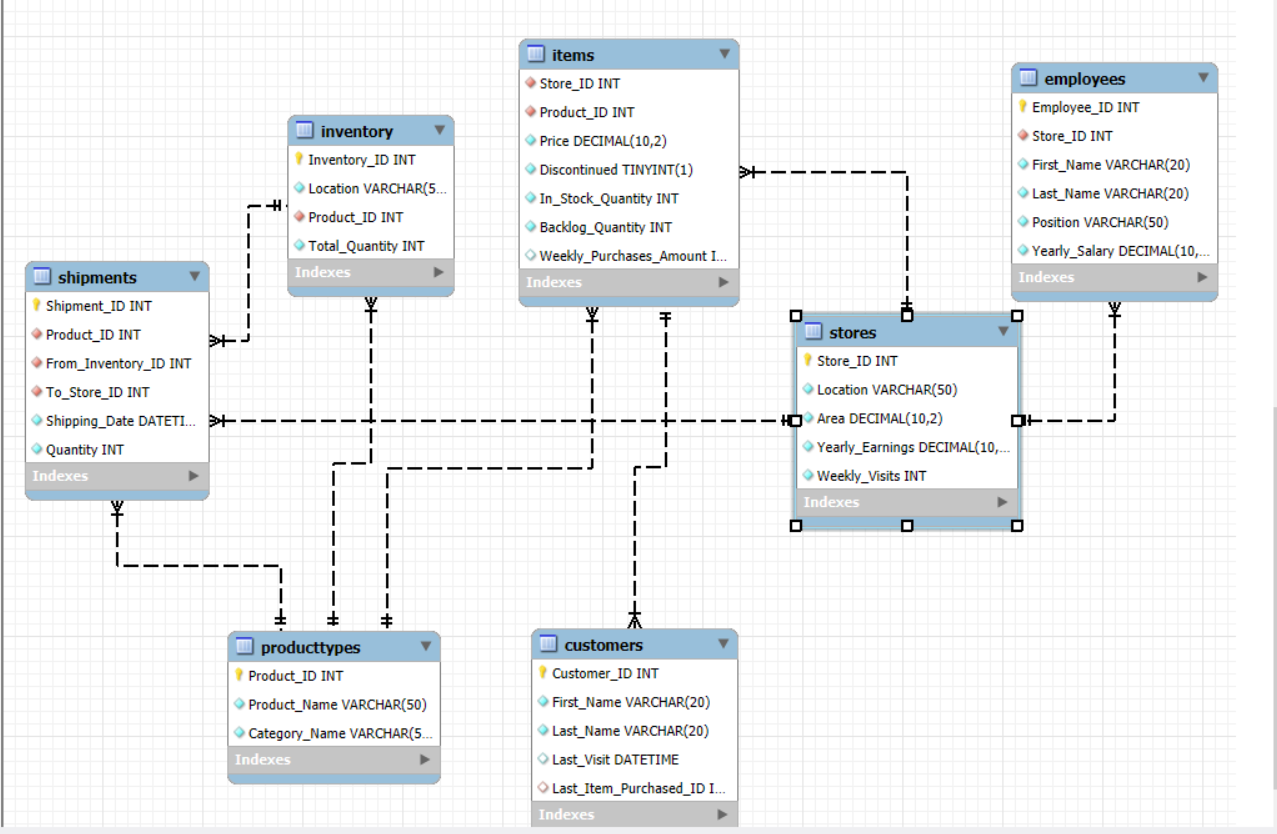 items
Store_ID INT
Product_ID INT
Price DECIMAL(10,2)
Discontinued TINYINT(1)
In_Stock_Quantity INT
Backlog_Quantity INT
Weekly_Purchases_Amount I...
Indexes
employees
Employee_ID INT
Store_ID INT
First_Name VARCHAR(20)
Last_Name VARCHAR(20)
Position VARCHAR(50)
Yearly_Salary DECIMAL(10,...
Indexes
inventory
Inventory_ID INT
Location VARCHAR(5...
Product_ID INT
Total_Quantity INT
Indexes
shipments
Shipment_ID INT
Product_ID INT
From_Inventory_ID INT
To_Store_ID INT
Shipping_Date DATETI...
Quantity INT
Indexes
stores
Store_ID INT
Location VARCHAR(50)
Area DECIMAL(10,2)
Yearly_Earnings DECIMAL(10,...
Weekly_Visits INT
Indexes
producttypes
Product_ID INT
Product_Name VARCHAR(50)
Category_Name VARCHAR(5...
Indexes
customers
Customer_ID INT
First_Name VARCHAR(20)
Last_Name VARCHAR(20)
Last_Visit DATETIME
Last_Item_Purchased_ID I...
Indexes